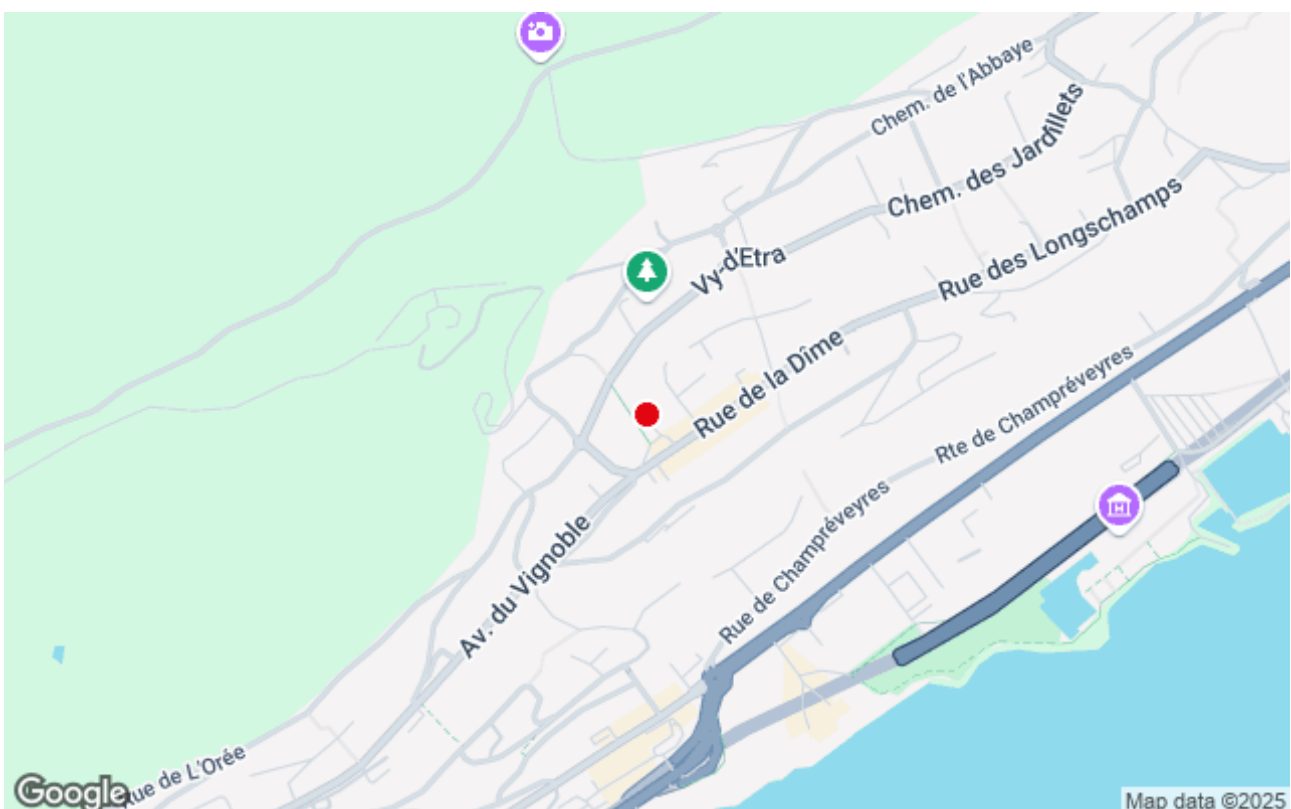 Chem. de l'Abbaye
Chem. des Jardillets
Rue des Longschamps
Vy-d'Etra
Rue de la Dîme
Rte de Champréveyres
Rue de Champréveyres
Av. du Vignoble
Rue de L'Orée
Google
Map data ©2025